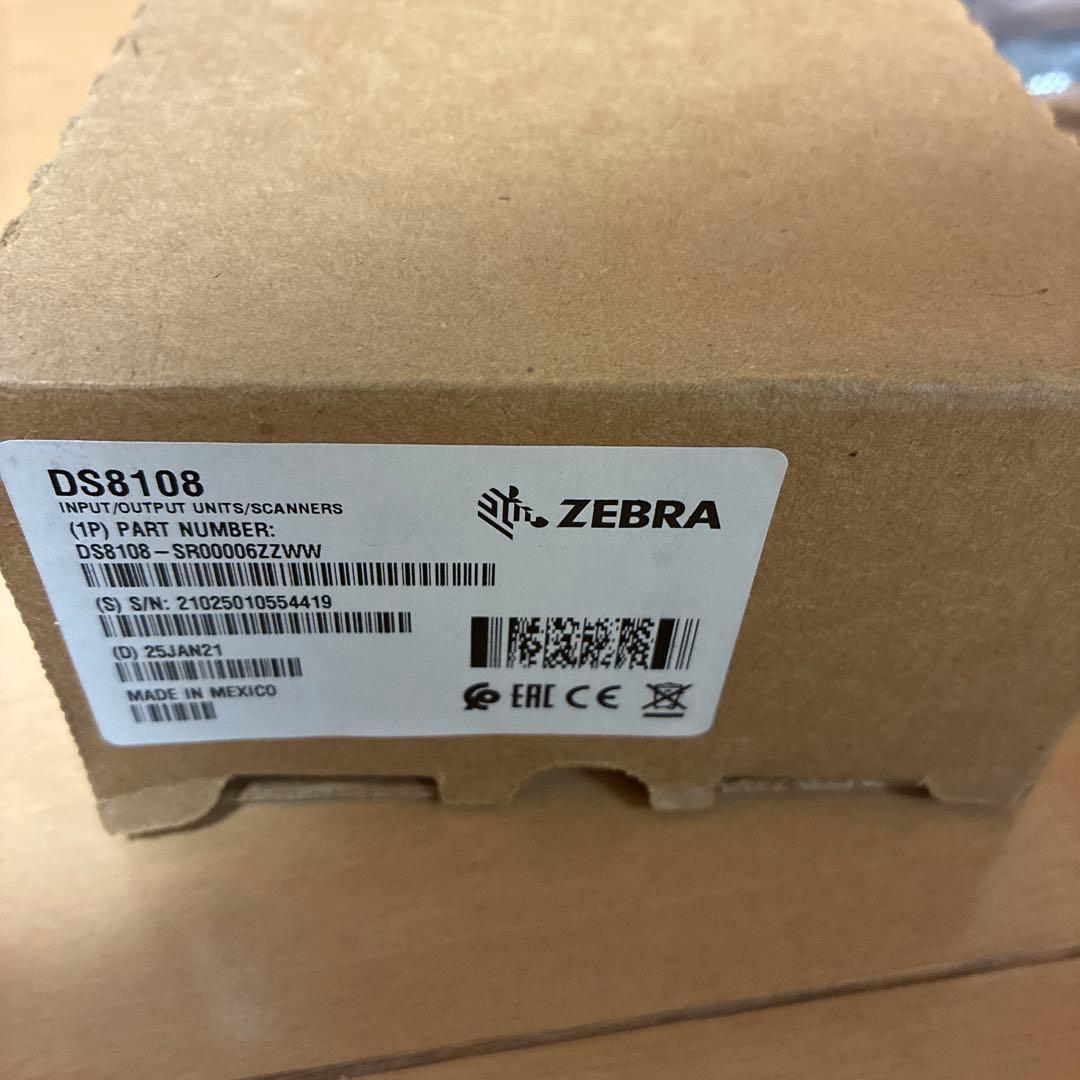 DS8108
INPUT/OUTPUT UNITS/SCANNERS
(1P) PART NUMBER:
DS8108-SR00006ZZWW
(S) S/N: 21025010554419
(D) 25JAN21
MADE IN MEXICO
ZEBRA
EAC CE